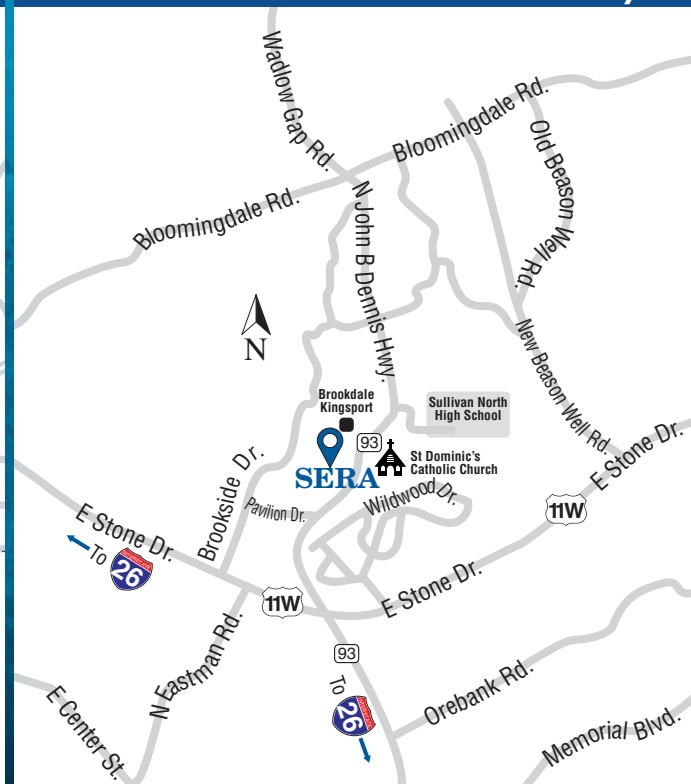 Wadlow Gap Rd.
Bloomingdale Rd.
Old Beason
Well Rd.
Bloomingdale Rd.
N John B Dennis Hwy.
N
New Beason Well Rd.
Brookdale
Kingsport
Sullivan North
High School
93
St Dominic's
Catholic Church
SERA
E Stone Dr.
Brookside Dr.
Pavilion Dr.
Wildwood Dr.
11W
E Stone Dr.
To
INTERSTATE
26
11W
E Stone Dr.
N Eastman Rd.
93
To
INTERSTATE
26
E Center St.
Orebank Rd.
Memorial Blvd.